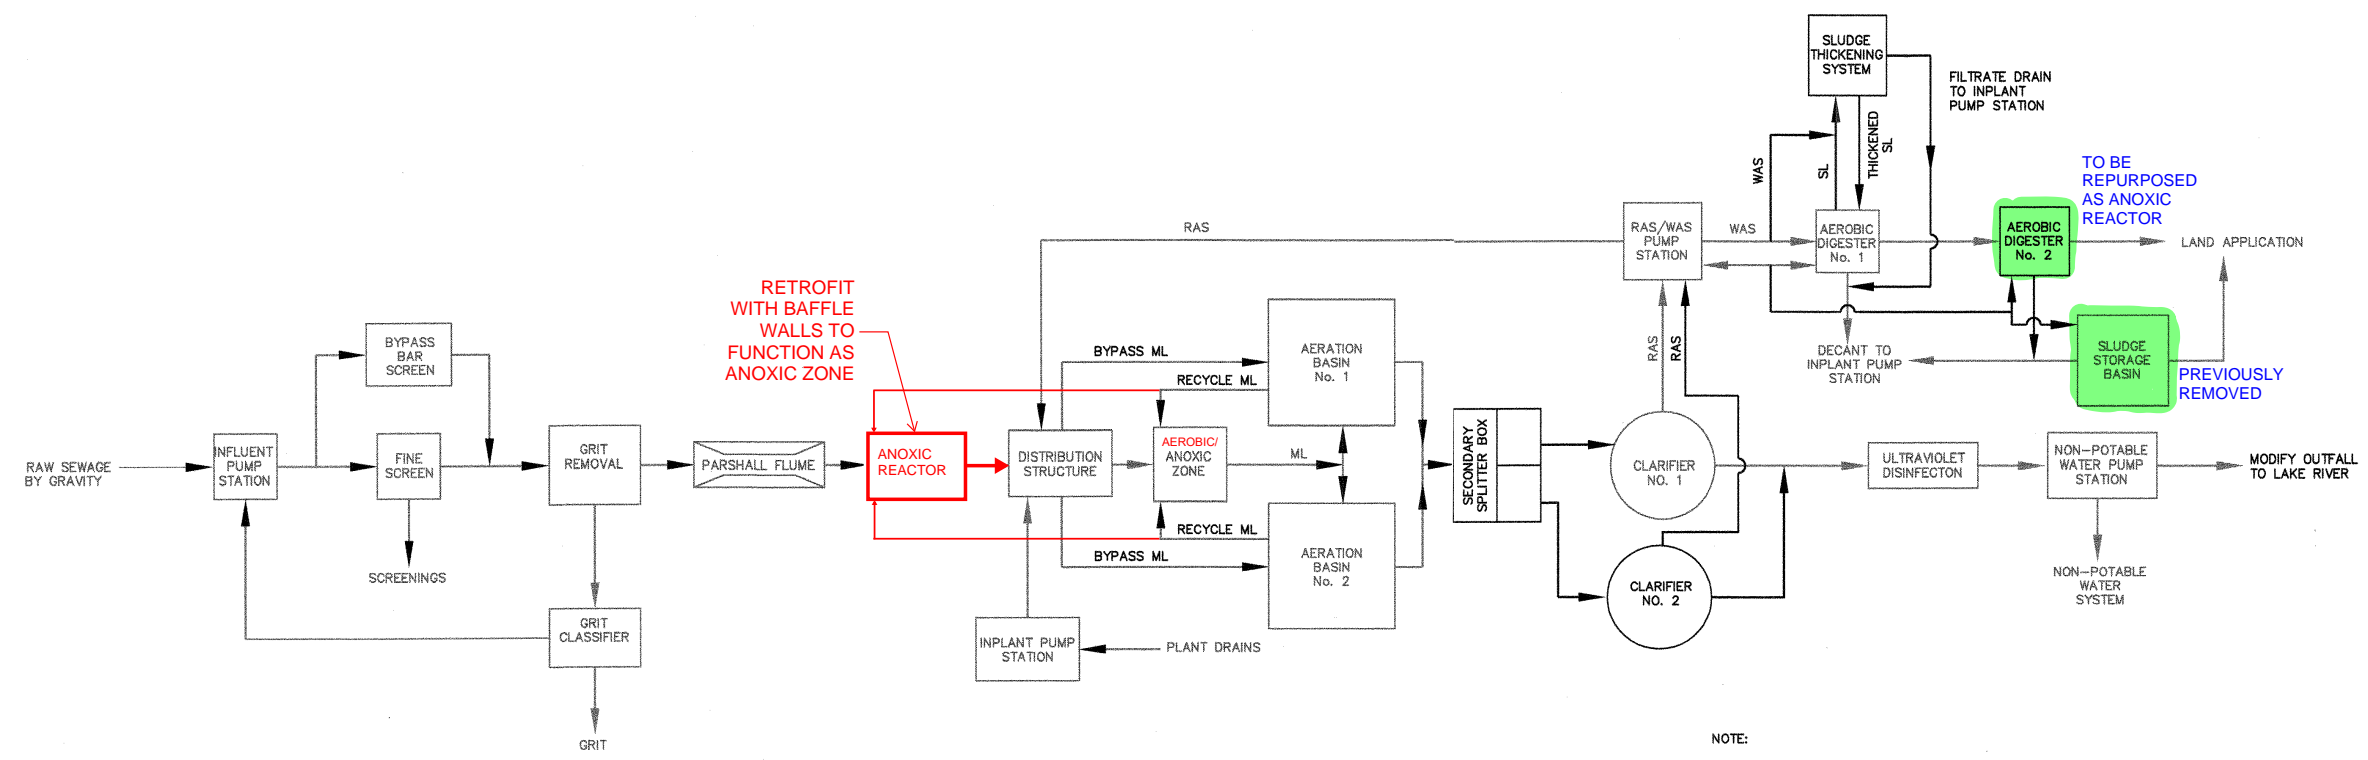 SLUDGE
THICKENING
SYSTEM
FILTRATE DRAIN
TO INPLANT
PUMP STATION
WAS
SL
THICKENED
SL
TO BE
REPURPOSED
AS ANOXIC
REACTOR
RAS
RAS/WAS
PUMP
STATION
WAS
AEROBIC
DIGESTER
No. 1
AEROBIC
DIGESTER
No. 2
LAND APPLICATION
RETROFIT
WITH BAFFLE
WALLS TO
FUNCTION AS
ANOXIC ZONE
BYPASS
BAR
SCREEN
BYPASS ML
RECYCLE ML
AERATION
BASIN
No. 1
RAS
RAS
DECANT TO
INPLANT PUMP
STATION
SLUDGE
STORAGE
BASIN
PREVIOUSLY
REMOVED
RAW SEWAGE
BY GRAVITY
INFLUENT
PUMP
STATION
FINE
SCREEN
SCREENINGS
GRIT
REMOVAL
PARSHALL FLUME
ANOXIC
REACTOR
DISTRIBUTION
STRUCTURE
AEROBIC/
ANOXIC
ZONE
ML
SECONDARY
SPLITTER BOX
CLARIFIER
NO. 1
ULTRAVIOLET
DISINFECTON
NON-POTABLE
WATER PUMP
STATION
MODIFY OUTFALL
TO LAKE RIVER
RECYCLE ML
BYPASS ML
AERATION
BASIN
No. 2
CLARIFIER
NO. 2
NON-POTABLE
WATER
SYSTEM
GRIT
CLASSIFIER
INPLANT PUMP
STATION
PLANT DRAINS
GRIT
NOTE: